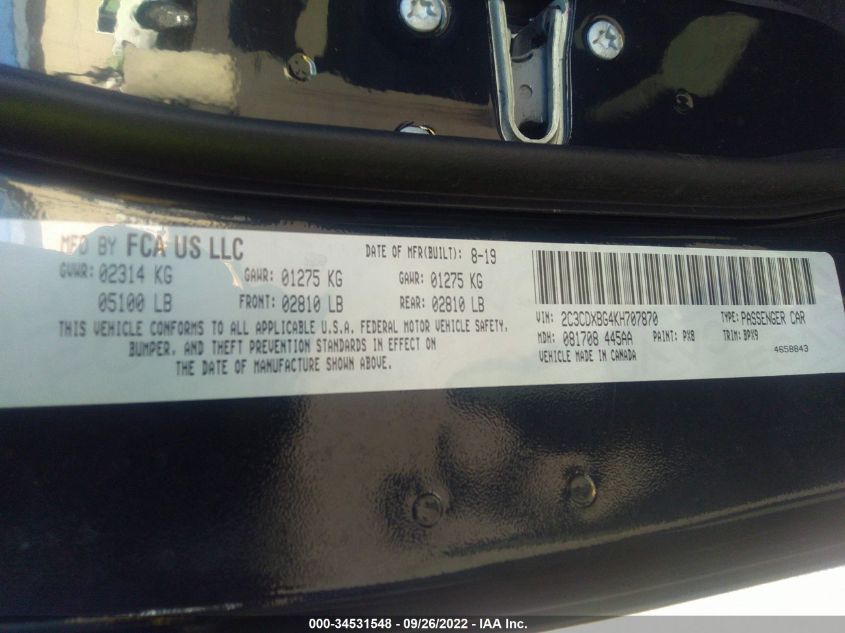 MFD BY FCA US LLC DATE OF MFR(BUILT): 8-19
GVWR: 02314 KG GAWR: 01275 KG GAWR: 01275 KG
05100 LB FRONT: 02810 LB REAR: 02810 LB
THIS VEHICLE CONFORMS TO ALL APPLICABLE U.S.A. FEDERAL MOTOR VEHICLE SAFETY,
BUMPER, AND THEFT PREVENTION STANDARDS IN EFFECT ON
THE DATE OF MANUFACTURE SHOWN ABOVE.
VIN: 2C3CDXBG4KH707870 TYPE: PASSENGER CAR
MDH: 081708 445AA PAINT: PX8 TRIM: BPX9
VEHICLE MADE IN CANADA 4658843
000-34531548 - 09/26/2022 - IAA Inc.